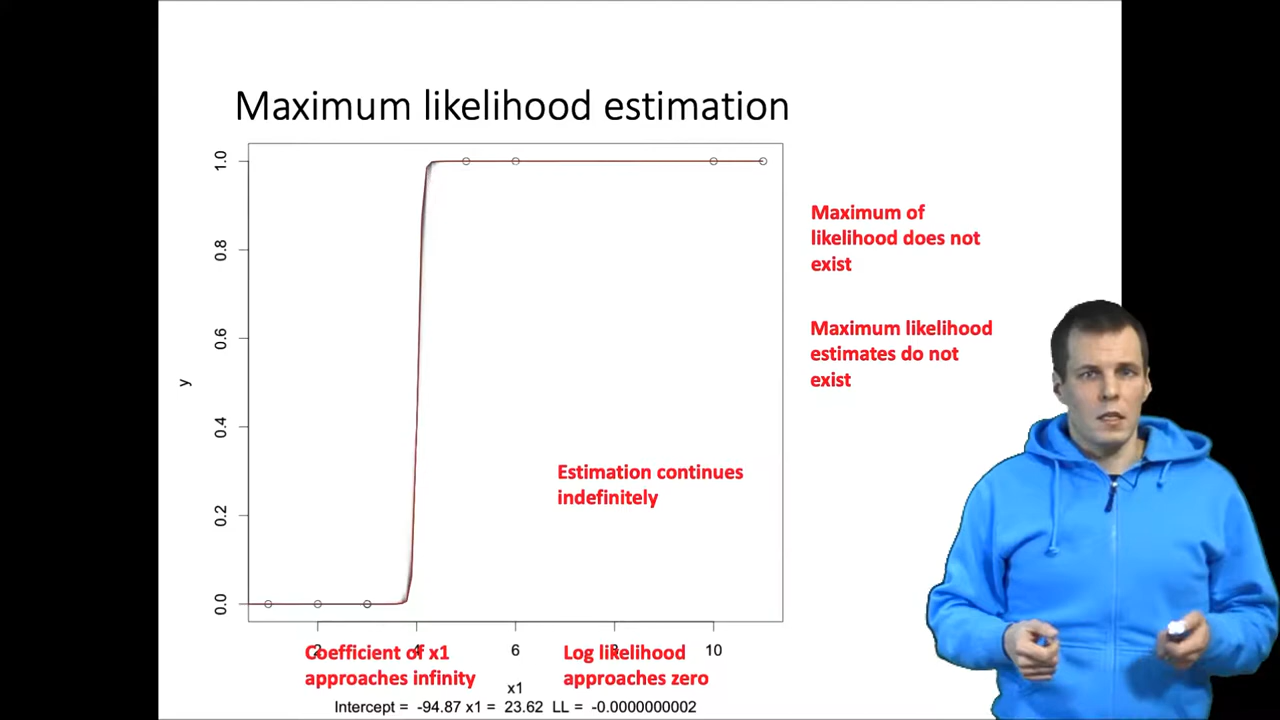 Maximum likelihood estimation
1.0
0.8
0.6
0.4
0.2
0.0
y
Maximum of
likelihood does not
exist
Maximum likelihood
estimates do not
exist
Estimation continues
indefinitely
2 4 6 8 10
Coefficient of x1
approaches infinity
Log likelihood
approaches zero
x1
Intercept = -94.87 x1 = 23.62 LL = -0.0000000002